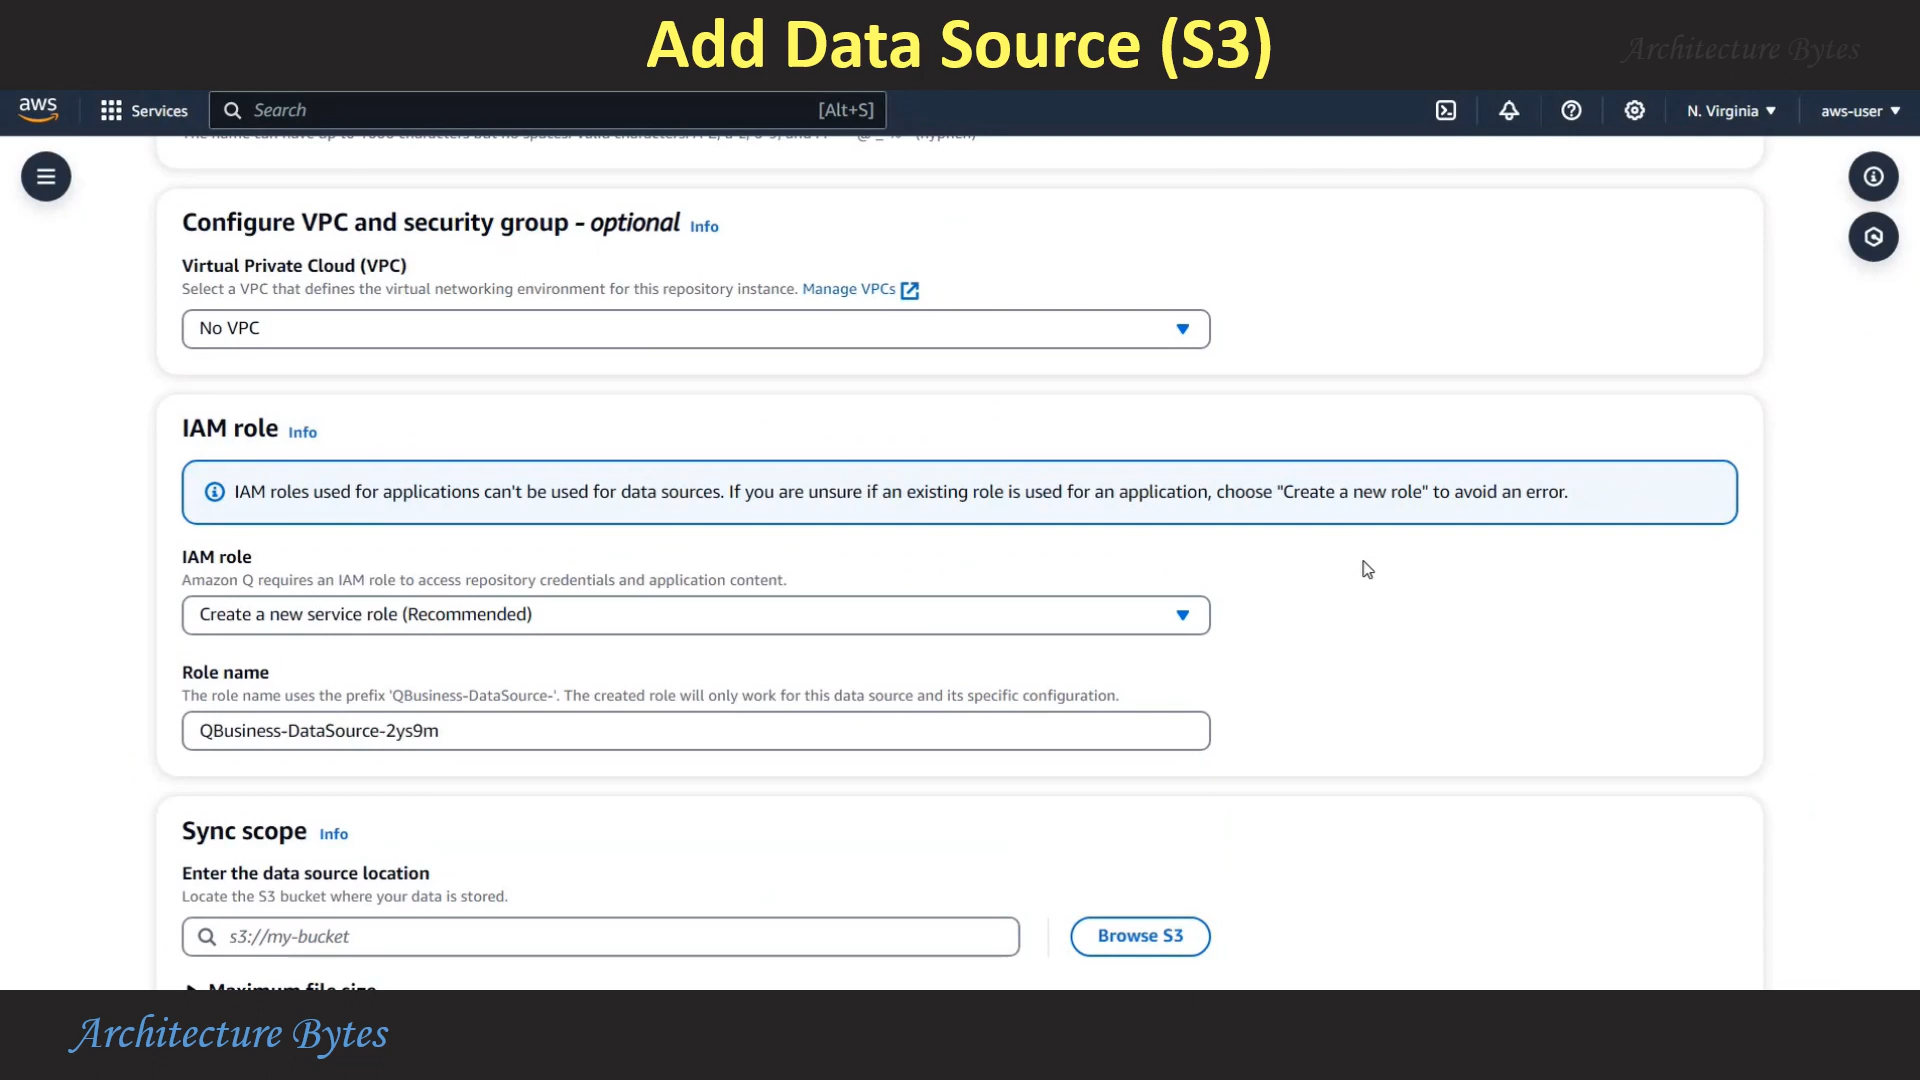 Add Data Source (S3)
Architecture Bytes
aws
Services
Search
[Alt+S]
N. Virginia
aws-user
Configure VPC and security group - optional Info
Virtual Private Cloud (VPC)
Select a VPC that defines the virtual networking environment for this repository instance. Manage VPCs
No VPC
IAM role Info
IAM roles used for applications can't be used for data sources. If you are unsure if an existing role is used for an application, choose "Create a new role" to avoid an error.
IAM role
Amazon Q requires an IAM role to access repository credentials and application content.
Create a new service role (Recommended)
Role name
The role name uses the prefix 'QBusiness-DataSource-'. The created role will only work for this data source and its specific configuration.
QBusiness-DataSource-2ys9m
Sync scope Info
Enter the data source location
Locate the S3 bucket where your data is stored.
s3://my-bucket
Browse S3
Maximum file size
Architecture Bytes